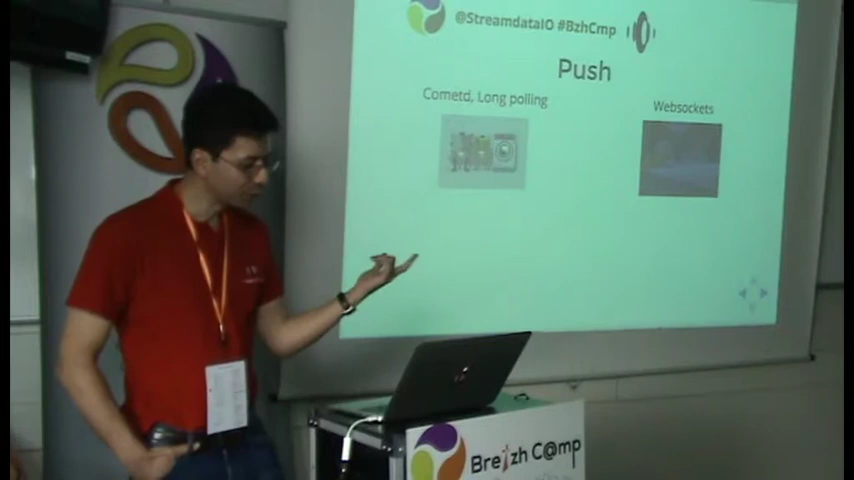 @StreamdataIO #BzhCmp
Push
Cometd, Long polling
Websockets
Breizh C@mp